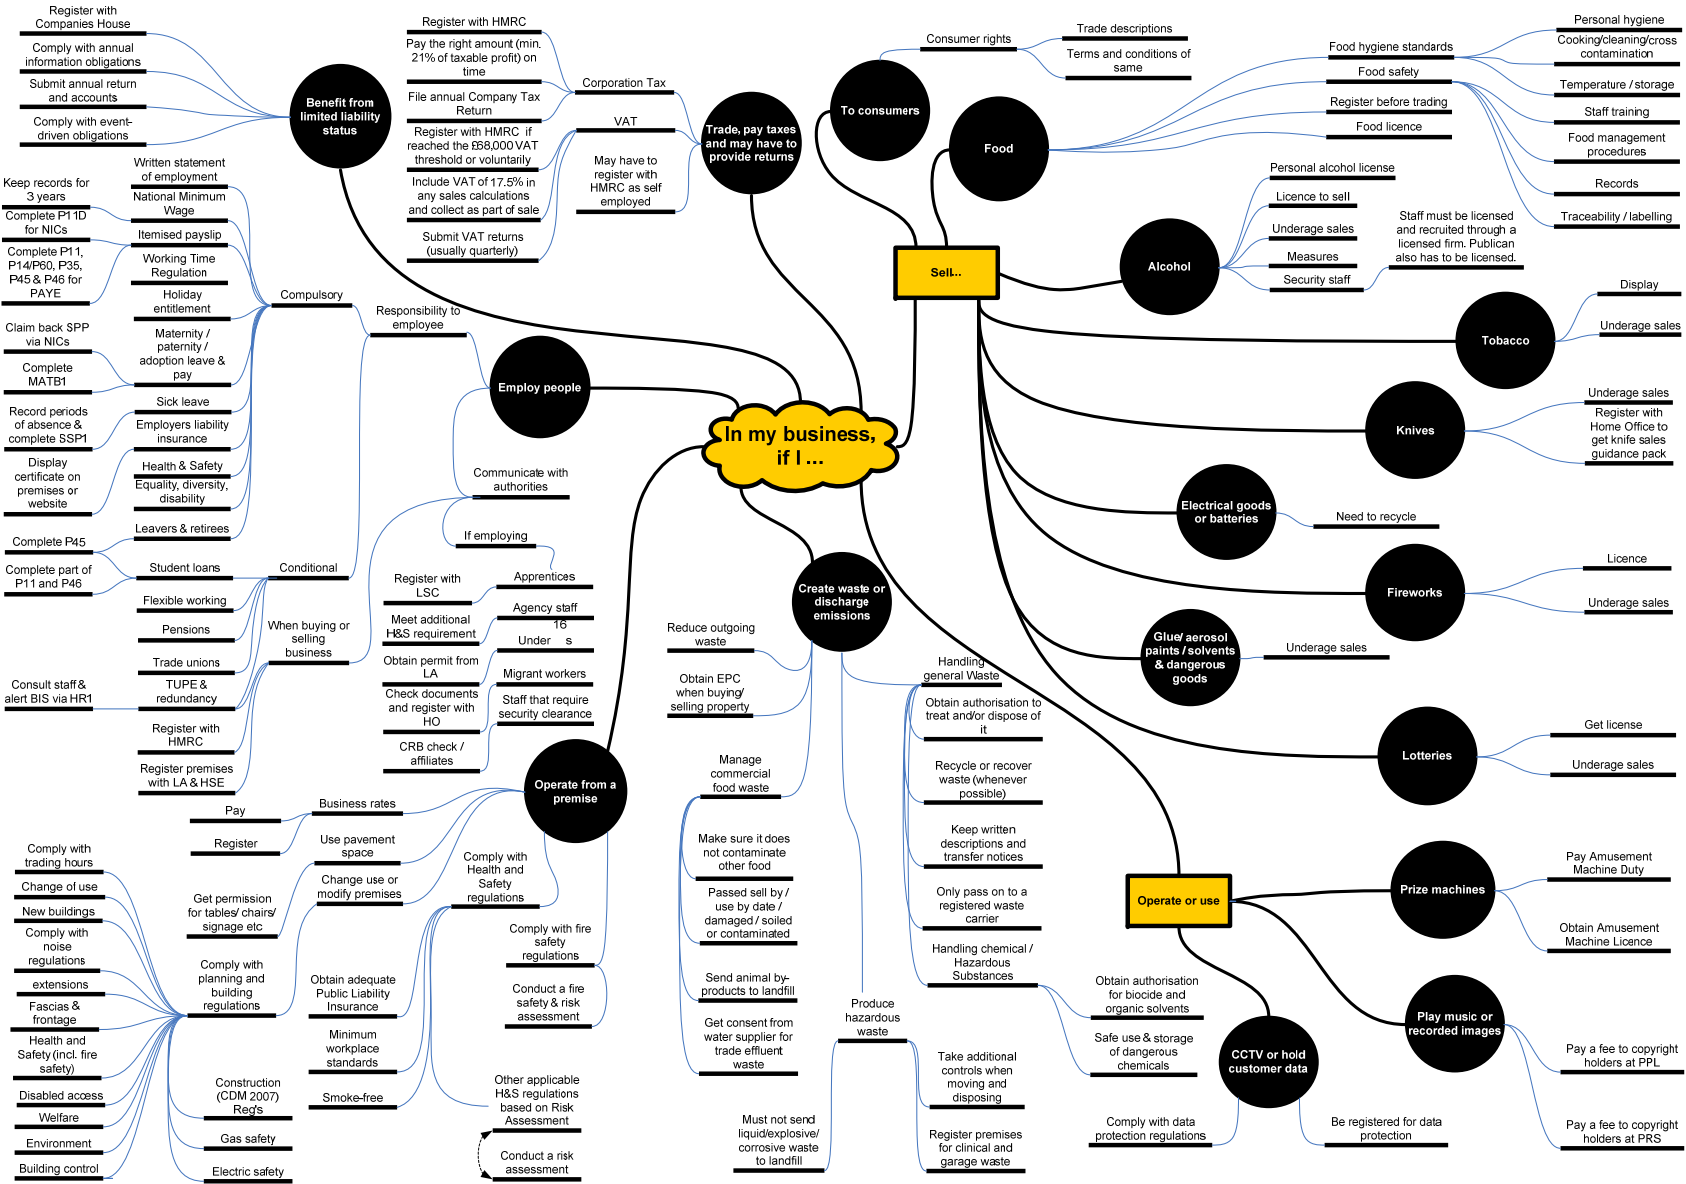 Register with
Companies House
Comply with annual
information obligations
Submit annual return
and accounts
Comply with event-
driven obligations
Benefit from
limited liability
status
Register with HMRC
Pay the right amount (min.
21% of taxable profit) on
time
File annual Company Tax
Return
Corporation Tax
Register with HMRC if
reached the £68,000 VAT
threshold or voluntarily
Include VAT of 17.5% in
any sales calculations
and collect as part of sale
Submit VAT returns
(usually quarterly)
VAT
May have to
register with
HMRC as self
employed
Trade, pay taxes
and may have to
provide returns
Consumer rights
Trade descriptions
Terms and conditions of
same
To consumers
Food
Food hygiene standards
Food safety
Register before trading
Food licence
Personal hygiene
Cooking/cleaning/cross
contamination
Temperature / storage
Staff training
Food management
procedures
Records
Traceability / labelling
Sell...
Alcohol
Personal alcohol license
Licence to sell
Underage sales
Measures
Security staff
Staff must be licensed
and recruited through a
licensed firm. Publican
also has to be licensed.
Tobacco
Display
Underage sales
Knives
Underage sales
Register with
Home Office to
get knife sales
guidance pack
Electrical goods
or batteries
Need to recycle
Fireworks
Licence
Underage sales
Glue/ aerosol
paints / solvents
& dangerous
goods
Underage sales
Lotteries
Get license
Underage sales
In my business,
if I ...
Employ people
Responsibility to
employee
Compulsory
Written statement
of employment
National Minimum
Wage
Keep records for
3 years
Itemised payslip
Complete P11D
for NICs
Complete P11,
P14/P60, P35,
P45 & P46 for
PAYE
Working Time
Regulation
Holiday
entitlement
Maternity /
paternity /
adoption leave &
pay
Claim back SPP
via NICs
Complete
MATB1
Sick leave
Record periods
of absence &
complete SSP1
Employers liability
insurance
Display
certificate on
premises or
website
Health & Safety
Equality, diversity,
disability
Leavers & retirees
Complete P45
Complete part of
P11 and P46
Conditional
Student loans
Flexible working
Pensions
Trade unions
TUPE &
redundancy
Consult staff &
alert BIS via HR1
When buying or
selling
business
Register with
HMRC
Register premises
with LA & HSE
Communicate with
authorities
If employing
Apprentices
Register with
LSC
Agency staff
Meet additional
H&S requirement
Under 16s
Obtain permit from
LA
Migrant workers
Check documents
and register with
HO
Staff that require
security clearance
CRB check /
affiliates
Operate from a
premise
Business rates
Pay
Register
Use pavement
space
Get permission
for tables/ chairs/
signage etc
Change use or
modify premises
Comply with
planning and
building
regulations
Comply with
trading hours
Change of use
New buildings
Comply with
noise
regulations
extensions
Fascias &
frontage
Health and
Safety (incl. fire
safety)
Disabled access
Welfare
Environment
Building control
Construction
(CDM 2007)
Reg's
Gas safety
Electric safety
Comply with
Health and
Safety
regulations
Obtain adequate
Public Liability
Insurance
Minimum
workplace
standards
Smoke-free
Other applicable
H&S regulations
based on Risk
Assessment
Conduct a risk
assessment
Comply with fire
safety
regulations
Conduct a fire
safety & risk
assessment
Create waste or
discharge
emissions
Reduce outgoing
waste
Obtain EPC
when buying/
selling property
Manage
commercial
food waste
Make sure it does
not contaminate
other food
Passed sell by /
use by date /
damaged / soiled
or contaminated
Send animal by-
products to landfill
Get consent from
water supplier for
trade effluent
waste
Produce
hazardous
waste
Must not send
liquid/explosive/
corrosive waste
to landfill
Take additional
controls when
moving and
disposing
Register premises
for clinical and
garage waste
Handling
general Waste
Obtain authorisation to
treat and/or dispose of
it
Recycle or recover
waste (whenever
possible)
Keep written
descriptions and
transfer notices
Only pass on to a
registered waste
carrier
Handling chemical /
Hazardous
Substances
Obtain authorisation
for biocide and
organic solvents
Safe use & storage
of dangerous
chemicals
Operate or use
Prize machines
Pay Amusement
Machine Duty
Obtain Amusement
Machine Licence
Play music or
recorded images
Pay a fee to copyright
holders at PPL
Pay a fee to copyright
holders at PRS
CCTV or hold
customer data
Comply with data
protection regulations
Be registered for data
protection